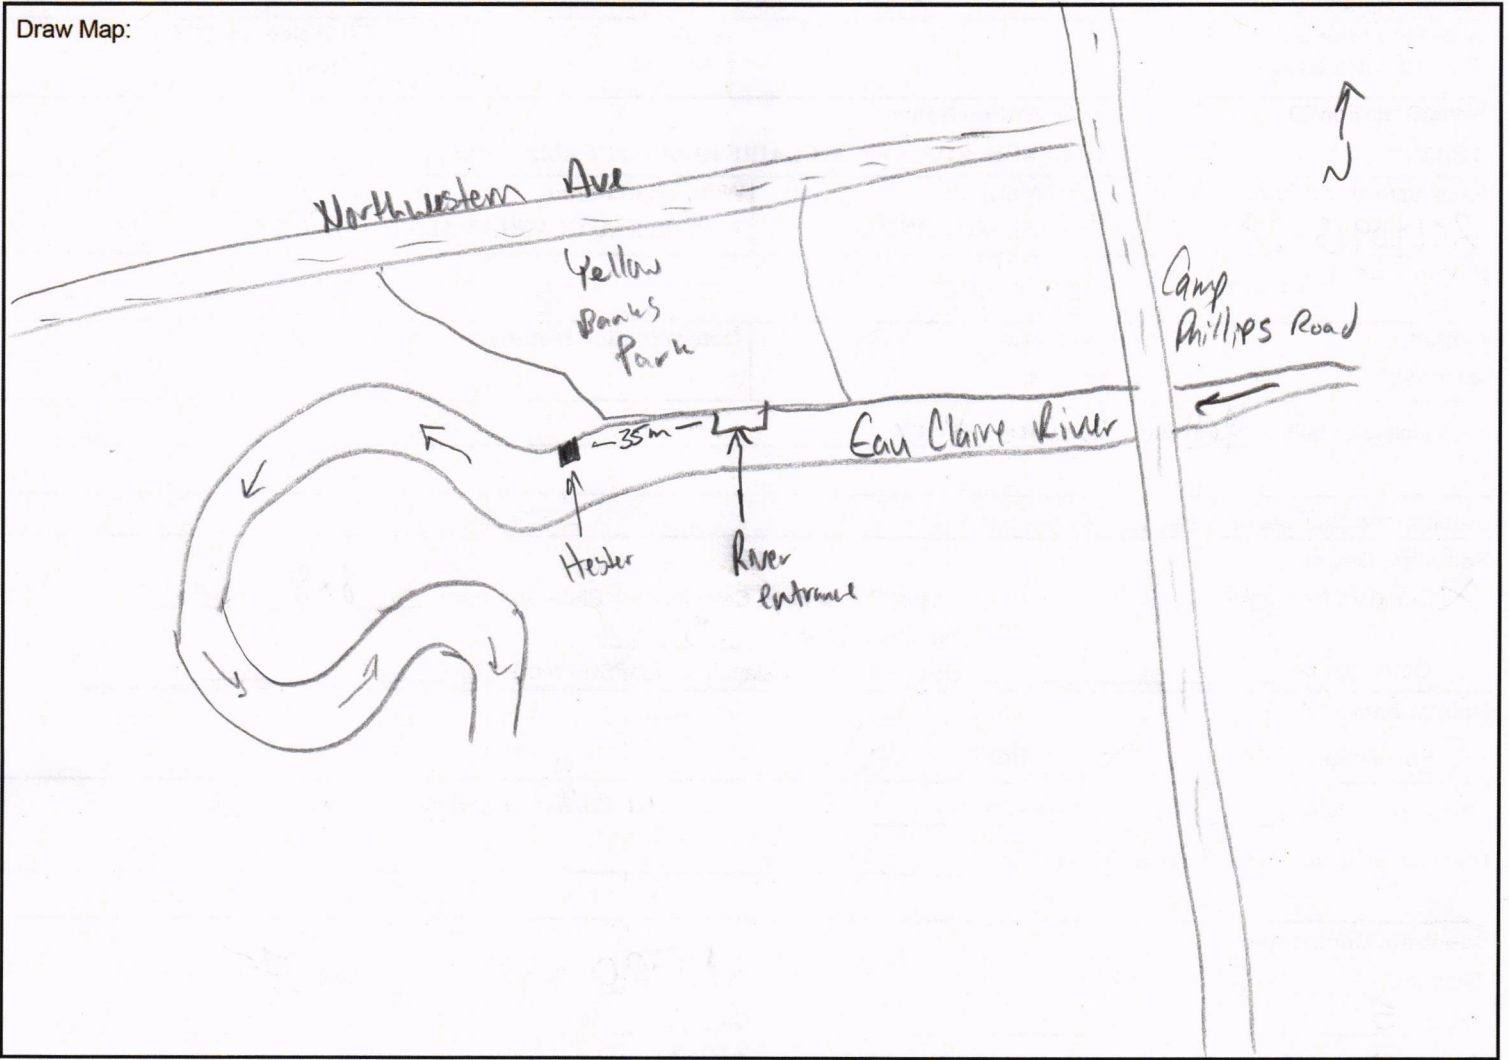 Draw Map:
Northwestern Ave
N
Yellow
Banks
Park
Camp
Phillips Road
35m
Eau Claire River
Hester
River
entrance